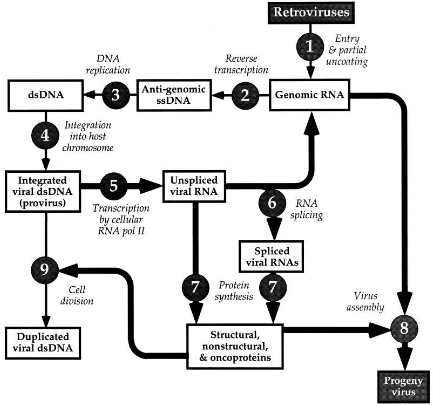 Retroviruses
1
Entry
& partial
uncoating
DNA
replication
Reverse
transcription
dsDNA
3
Anti-genomic
ssDNA
2
Genomic RNA
4
Integration
into host
chromosome
Integrated
viral dsDNA
(provirus)
5
Transcription
by cellular
RNA pol II
Unspliced
viral RNA
6
RNA
splicing
Spliced
viral RNAs
9
Cell
division
7
Protein
synthesis
7
Virus
assembly
8
Duplicated
viral dsDNA
Structural,
nonstructural,
& oncoproteins
Progeny
virus